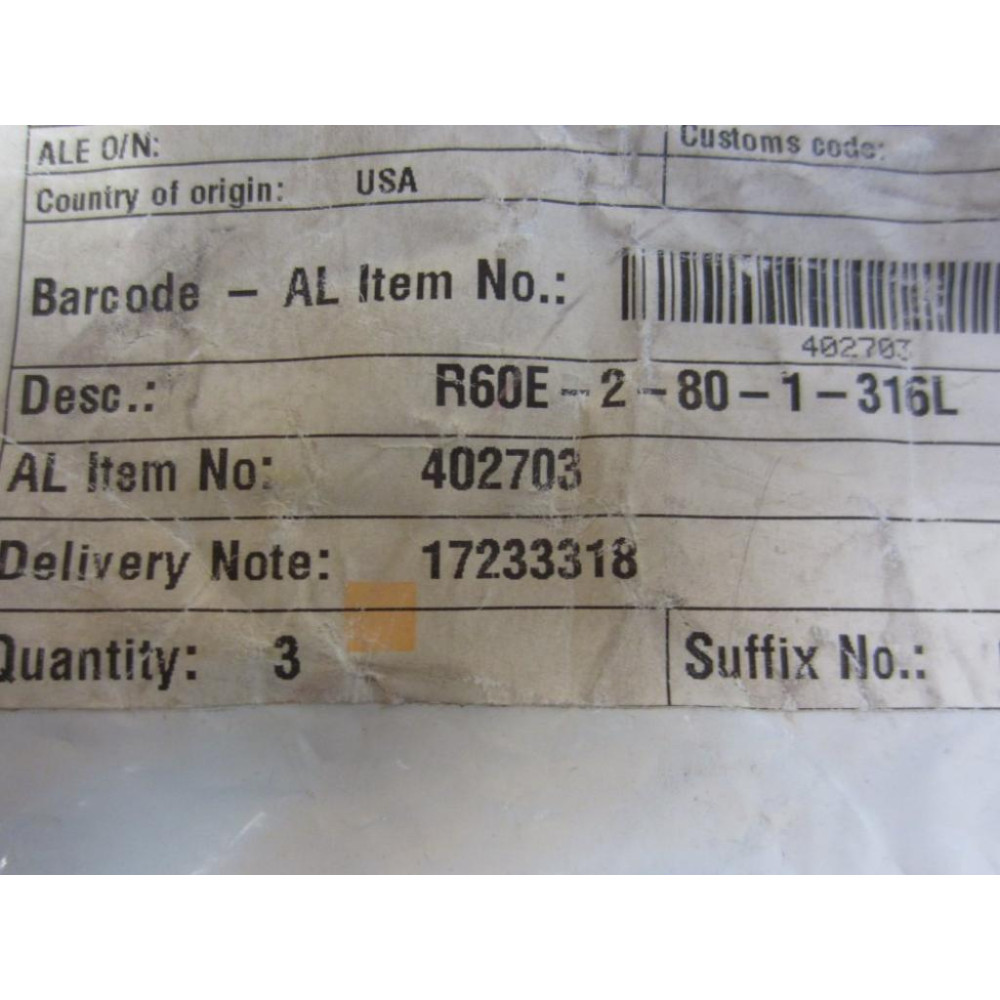 ALE O/N:
Customs code:
Country of origin: USA
Barcode - AL Item No.:
402703
Desc.: R60E-2-80-1-316L
AL Item No: 402703
Delivery Note: 17233318
Quantity: 3
Suffix No.: